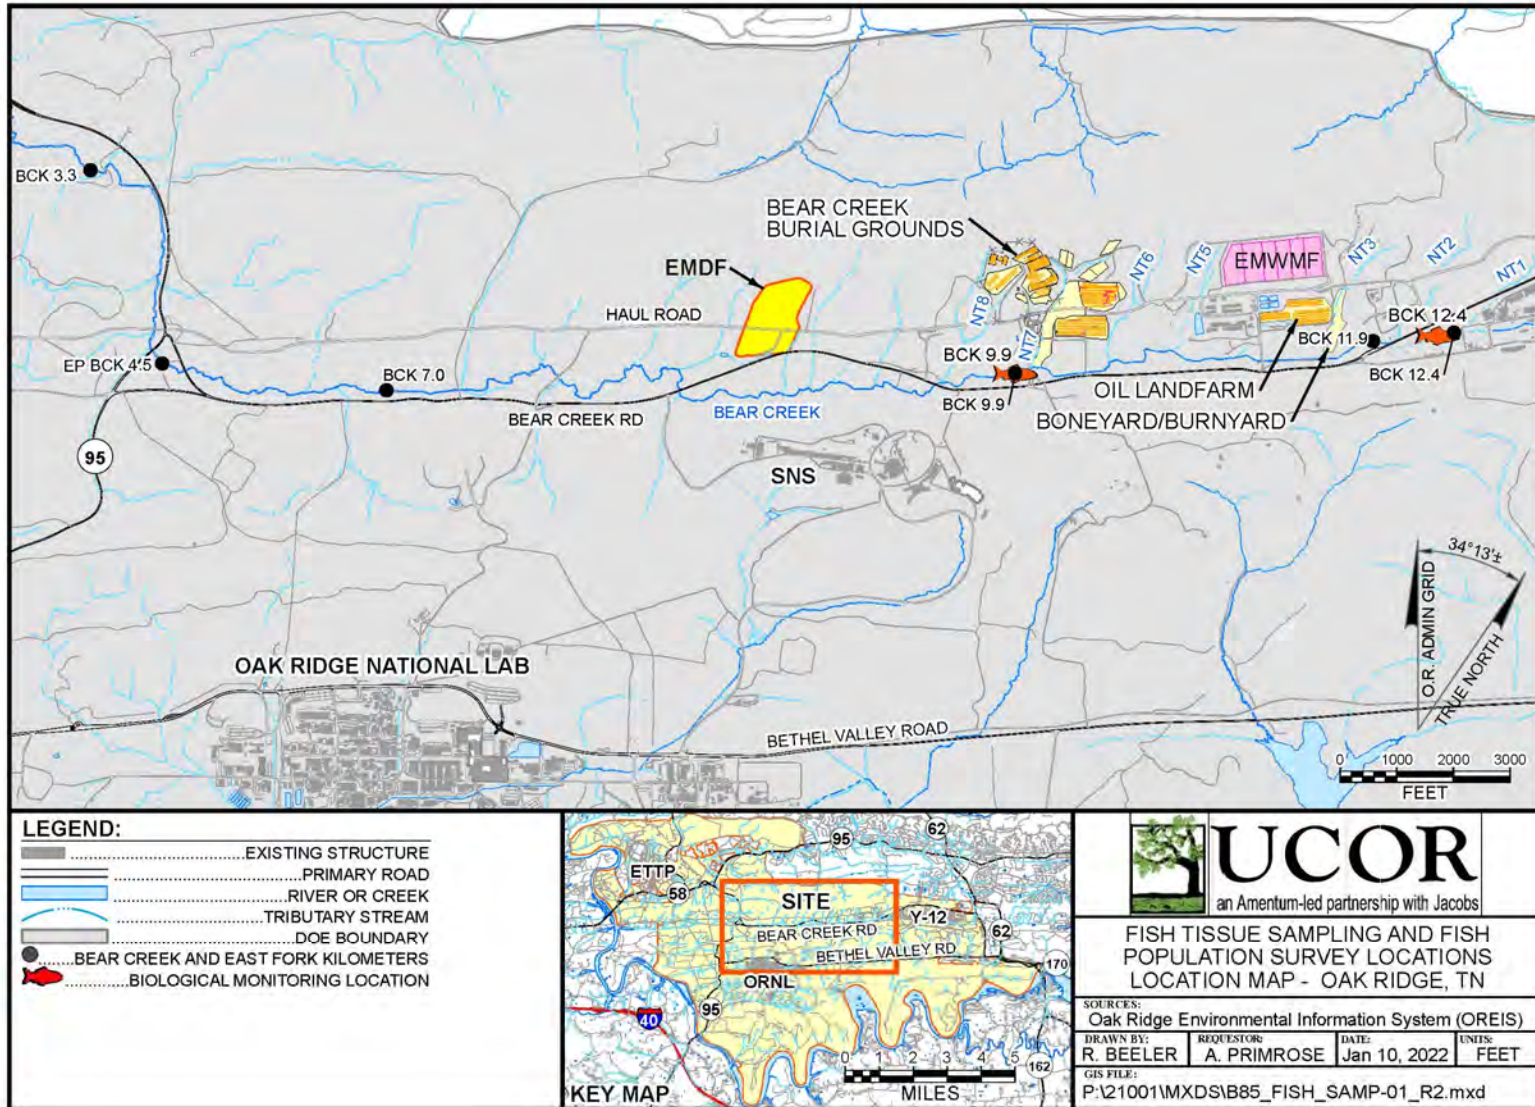 BCK 3.3
BEAR CREEK
BURIAL GROUNDS
EMDF
HAUL ROAD
EP BCK 4.5
BCK 7.0
BEAR CREEK RD
BEAR CREEK
NT8
NT7
NT6
NT5
EMWMF
NT3
NT2
NT1
BCK 12.4
BCK 11.9
BCK 12.4
BCK 9.9
BCK 9.9
OIL LANDFARM
BONEYARD/BURNYARD
95
SNS
OAK RIDGE NATIONAL LAB
BETHEL VALLEY ROAD
34°13'±
O.R. ADMIN GRID
TRUE NORTH
0 1000 2000 3000
FEET
LEGEND:
EXISTING STRUCTURE
PRIMARY ROAD
RIVER OR CREEK
TRIBUTARY STREAM
DOE BOUNDARY
BEAR CREEK AND EAST FORK KILOMETERS
BIOLOGICAL MONITORING LOCATION
95
62
ETTP
58
SITE
Y-12
BEAR CREEK RD
62
BETHEL VALLEY RD
170
ORNL
95
40
0 1 2 3 4 5
162
MILES
KEY MAP
UCOR
an Amentum-led partnership with Jacobs
FISH TISSUE SAMPLING AND FISH
POPULATION SURVEY LOCATIONS
LOCATION MAP - OAK RIDGE, TN
SOURCES:
Oak Ridge Environmental Information System (OREIS)
DRAWN BY:
R. BEELER
REQUESTOR:
A. PRIMROSE
DATE:
Jan 10, 2022
UNITS:
FEET
GIS FILE:
P:\21001\MXDS\B85_FISH_SAMP-01_R2.mxd